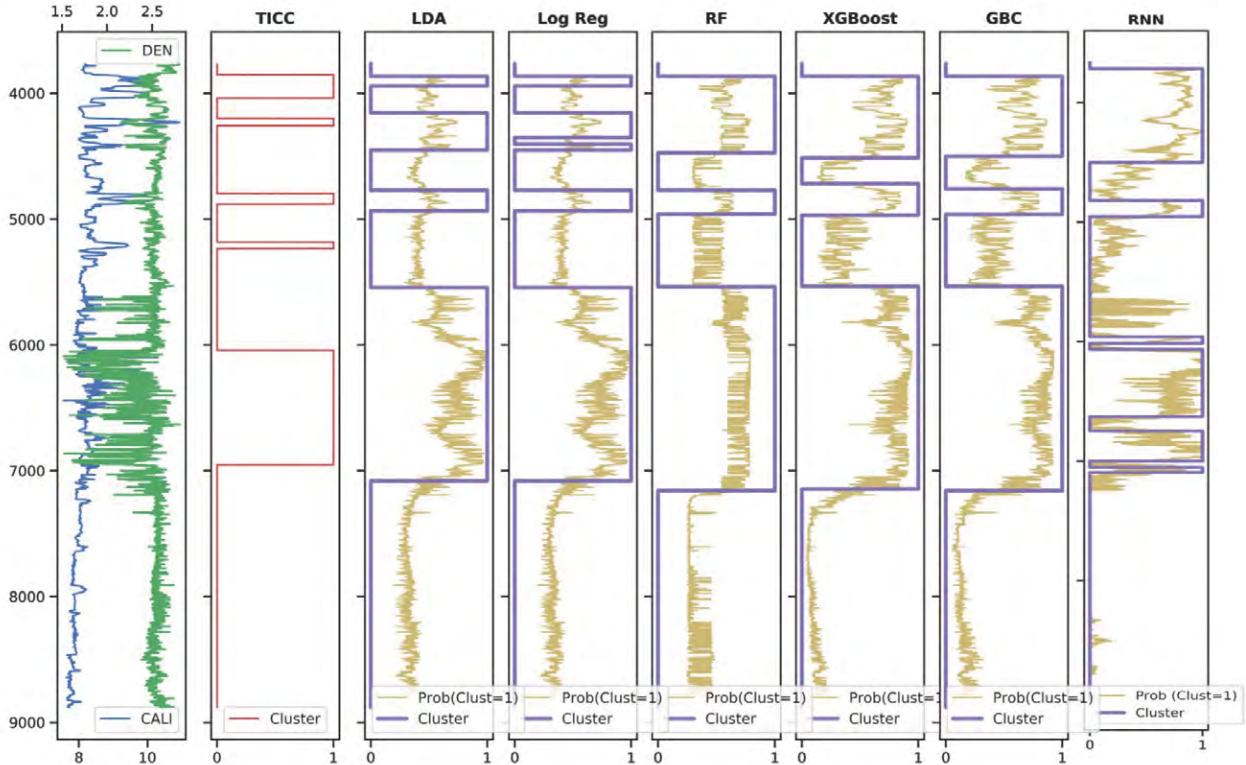 1.5 2.0 2.5
TICC LDA Log Reg RF XGBoost GBC RNN
DEN
4000
5000
6000
7000
8000
9000
CALI
Cluster
Prob(Clust=1)
Cluster
Prob(Clust=1)
Cluster
Prob(Clust=1)
Cluster
Prob(Clust=1)
Cluster
Prob(Clust=1)
Cluster
Prob (Clust=1)
Cluster
8 10 0 1 0 1 0 1 0 1 0 1 0 1 0 1